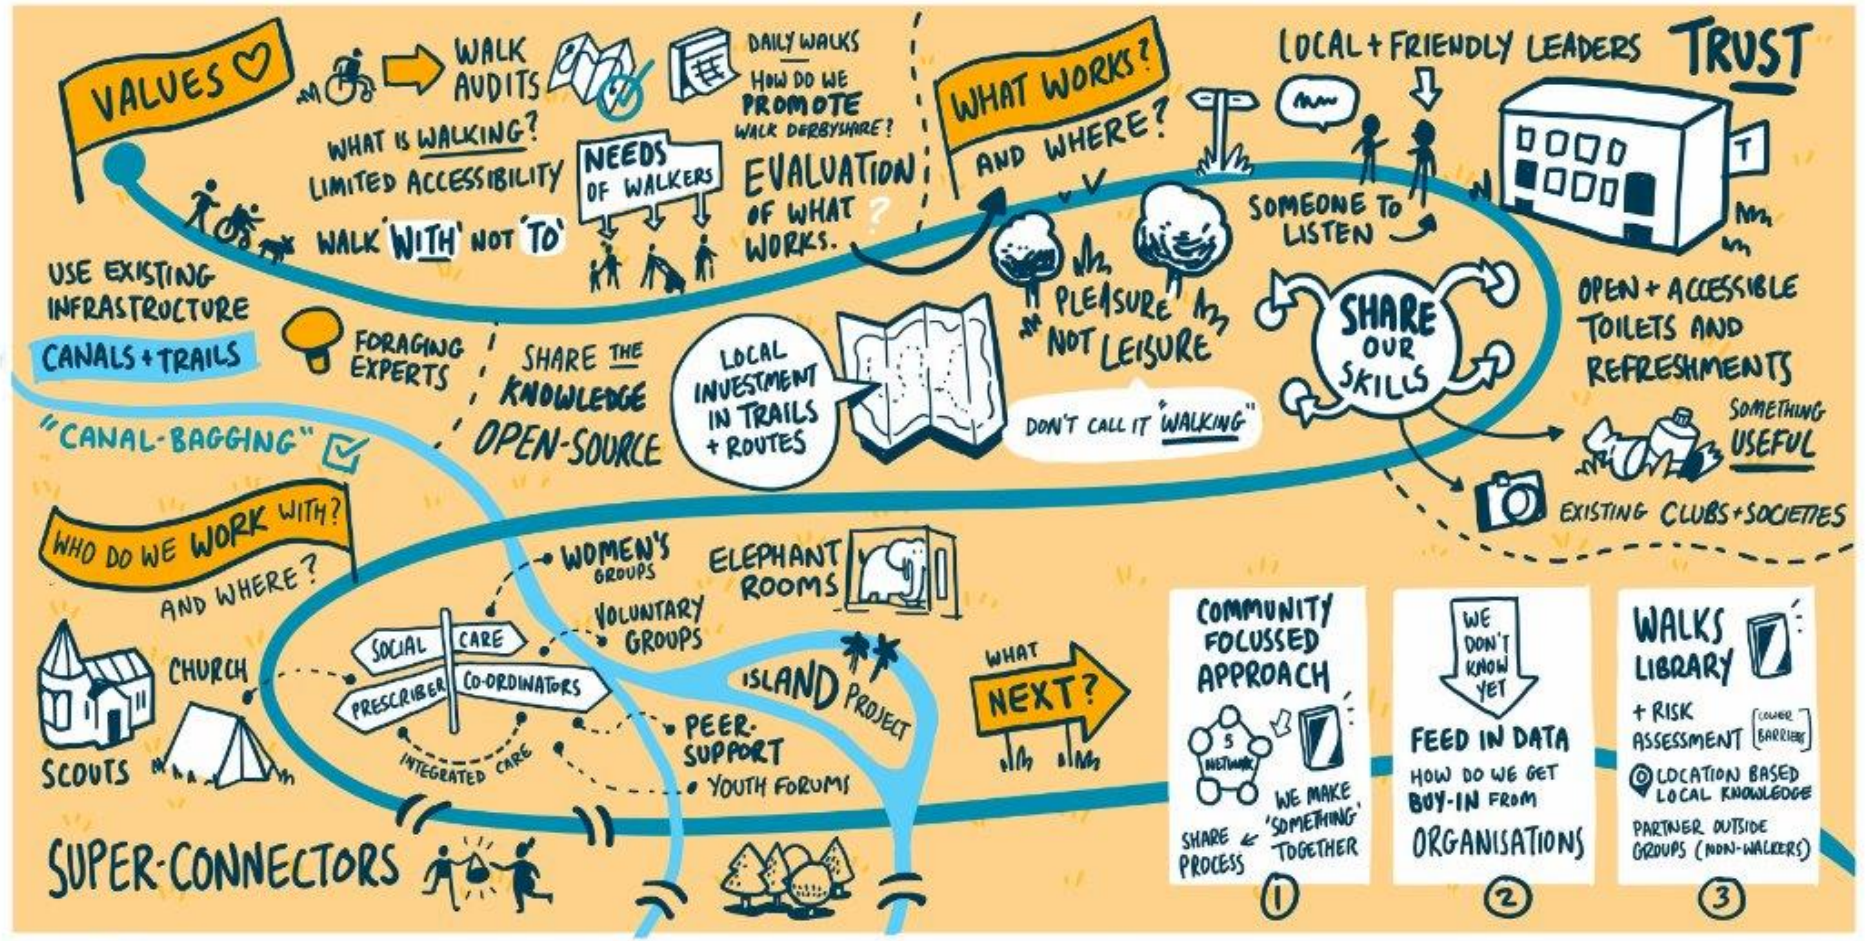 VALUES
WALK
AUDITS
DAILY WALKS
HOW DO WE
PROMOTE
WALK DERBYSHIRE?
WHAT IS WALKING?
LIMITED ACCESSIBILITY
WALK 'WITH' NOT 'TO'
NEEDS
OF WALKERS
EVALUATION
OF WHAT ?
WORKS.
WHAT WORKS?
AND WHERE?
LOCAL + FRIENDLY LEADERS
TRUST
T
SOMEONE TO
LISTEN
PLEASURE
NOT LEISURE
DON'T CALL IT "WALKING"
SHARE
OUR
SKILLS
OPEN + ACCESSIBLE
TOILETS AND
REFRESHMENTS
SOMETHING
USEFUL
EXISTING CLUBS + SOCIETIES
USE EXISTING
INFRASTRUCTURE
CANALS + TRAILS
"CANAL-BAGGING"
FORAGING
EXPERTS
SHARE THE
KNOWLEDGE
OPEN-SOURCE
LOCAL
INVESTMENT
IN TRAILS
+ ROUTES
WHO DO WE WORK WITH?
AND WHERE?
CHURCH
SCOUTS
SOCIAL CARE
PRESCRIBER CO-ORDINATORS
INTEGRATED CARE
WOMEN'S
GROUPS
VOLUNTARY
GROUPS
PEER-
SUPPORT
YOUTH FORUMS
ELEPHANT
ROOMS
ISLAND PROJECT
SUPER-CONNECTORS
WHAT
NEXT?
COMMUNITY
FOCUSSED
APPROACH
5
NETWORK
WE MAKE
'SOMETHING'
TOGETHER
SHARE
PROCESS
1
WE
DON'T
KNOW
YET
FEED IN DATA
HOW DO WE GET
BUY-IN FROM
ORGANISATIONS
2
WALKS
LIBRARY
+ RISK
ASSESSMENT
[LOWER
BARRIERS]
LOCATION BASED
LOCAL KNOWLEDGE
PARTNER OUTSIDE
GROUPS (NON-WALKERS)
3